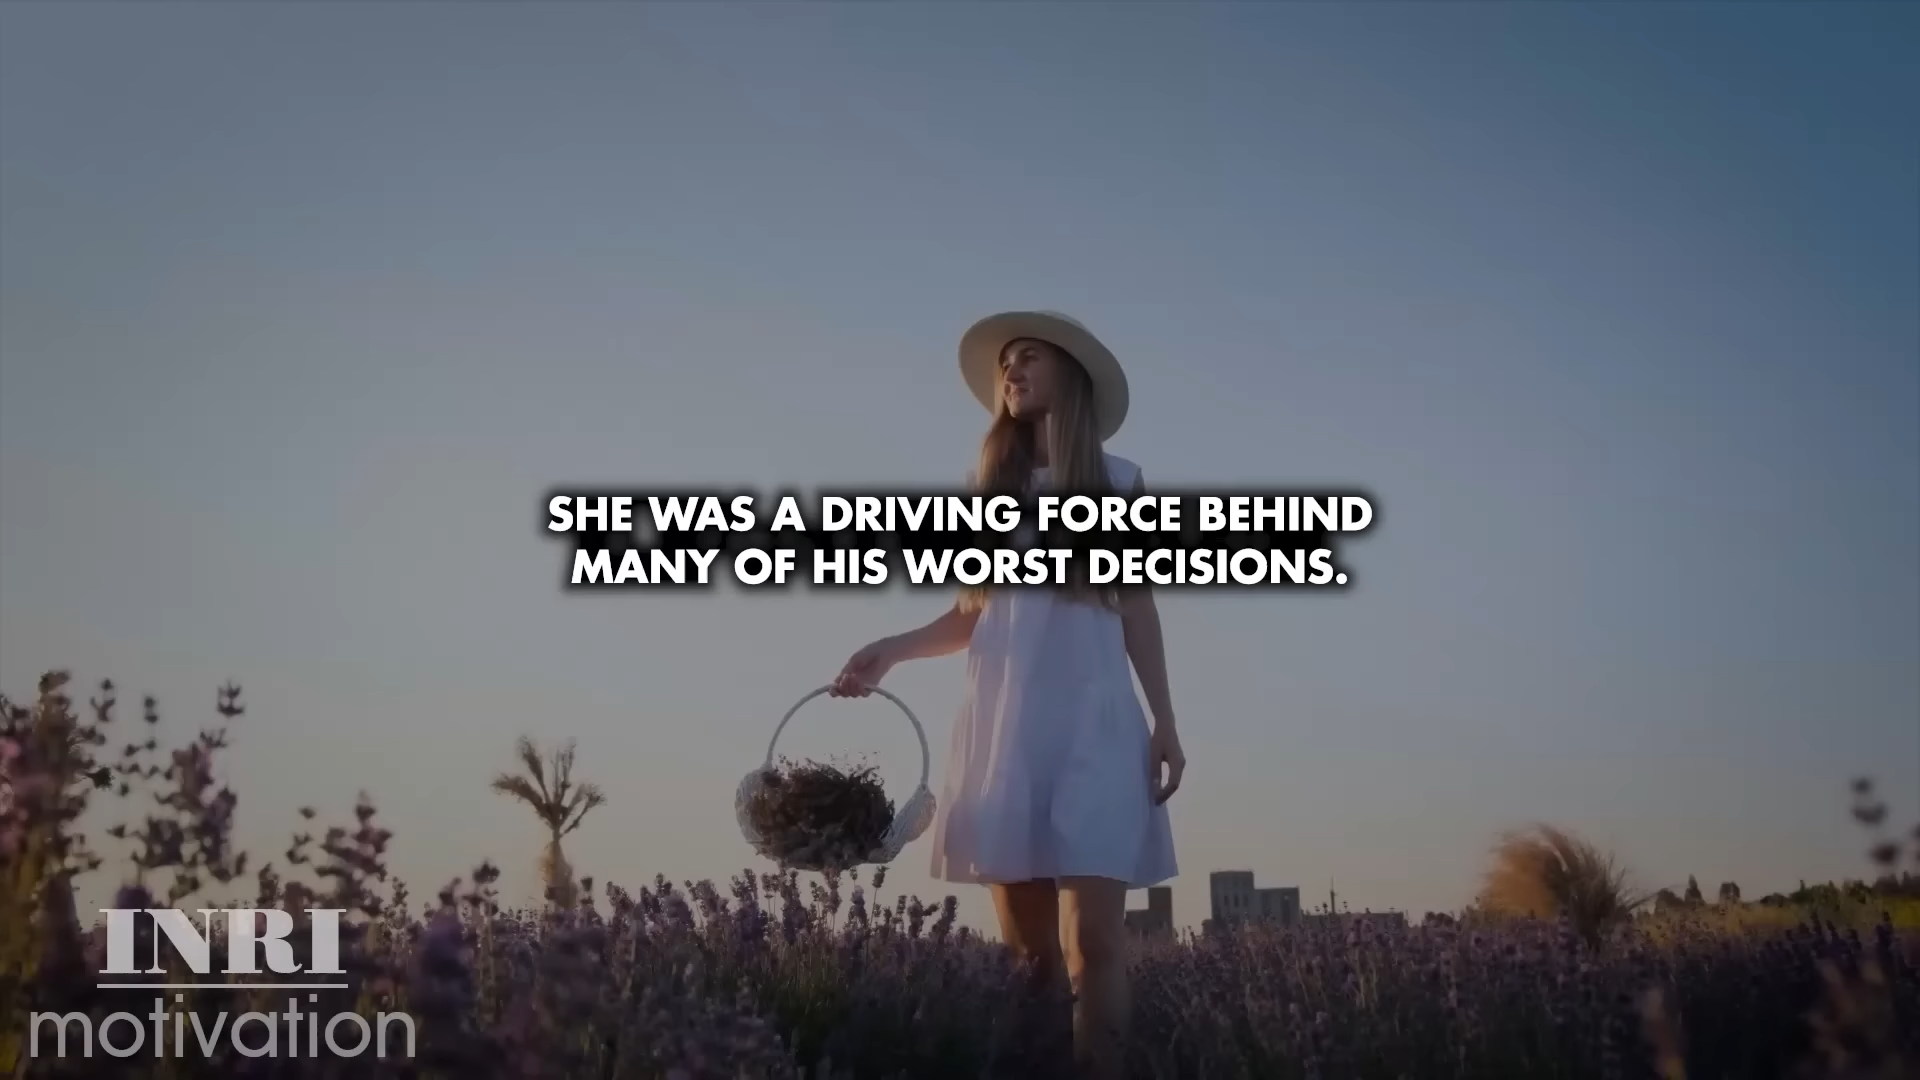 SHE WAS A DRIVING FORCE BEHIND
MANY OF HIS WORST DECISIONS.
INRI
motivation